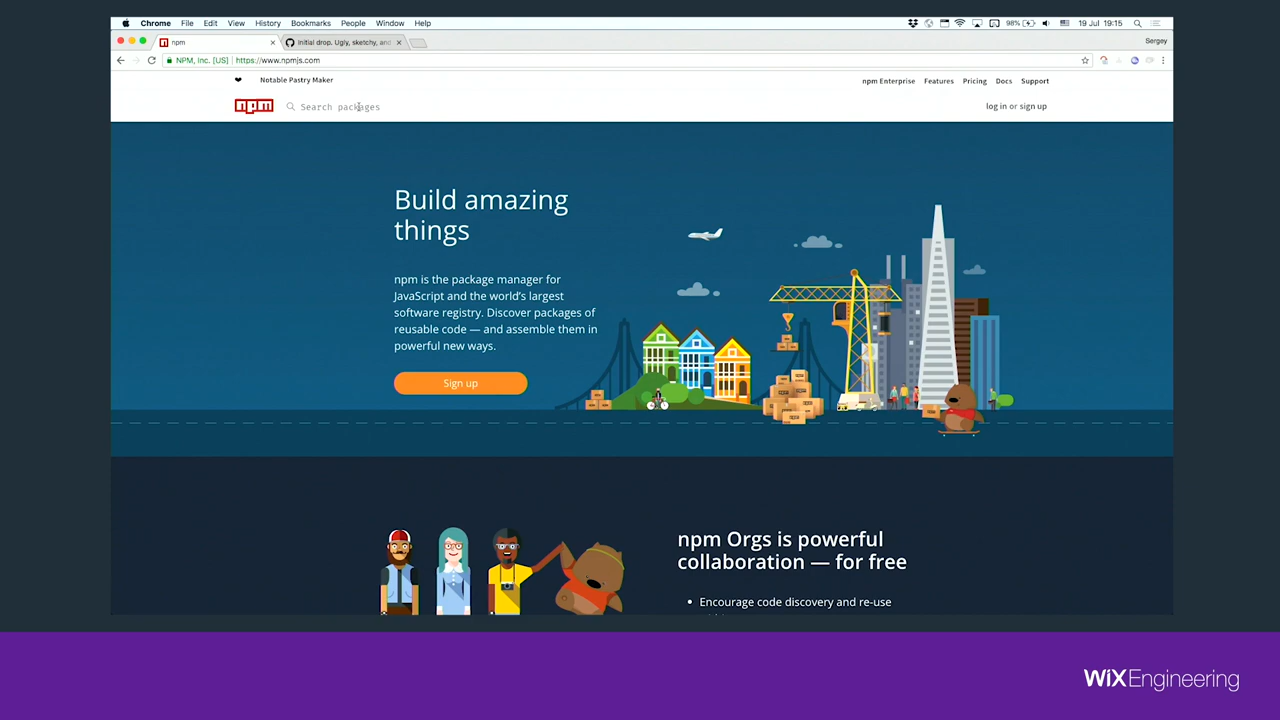 Chrome File Edit View History Bookmarks People Window Help 98% 19 Jul 19:15
npm Initial drop. Ugly, sketchy, and Sergey
NPM, Inc. [US] https://www.npmjs.com
❤ Notable Pastry Maker npm Enterprise Features Pricing Docs Support
npm Search packages log in or sign up
Build amazing
things
npm is the package manager for
JavaScript and the world's largest
software registry. Discover packages of
reusable code — and assemble them in
powerful new ways.
Sign up
npm Orgs is powerful
collaboration — for free
• Encourage code discovery and re-use
WiXEngineering